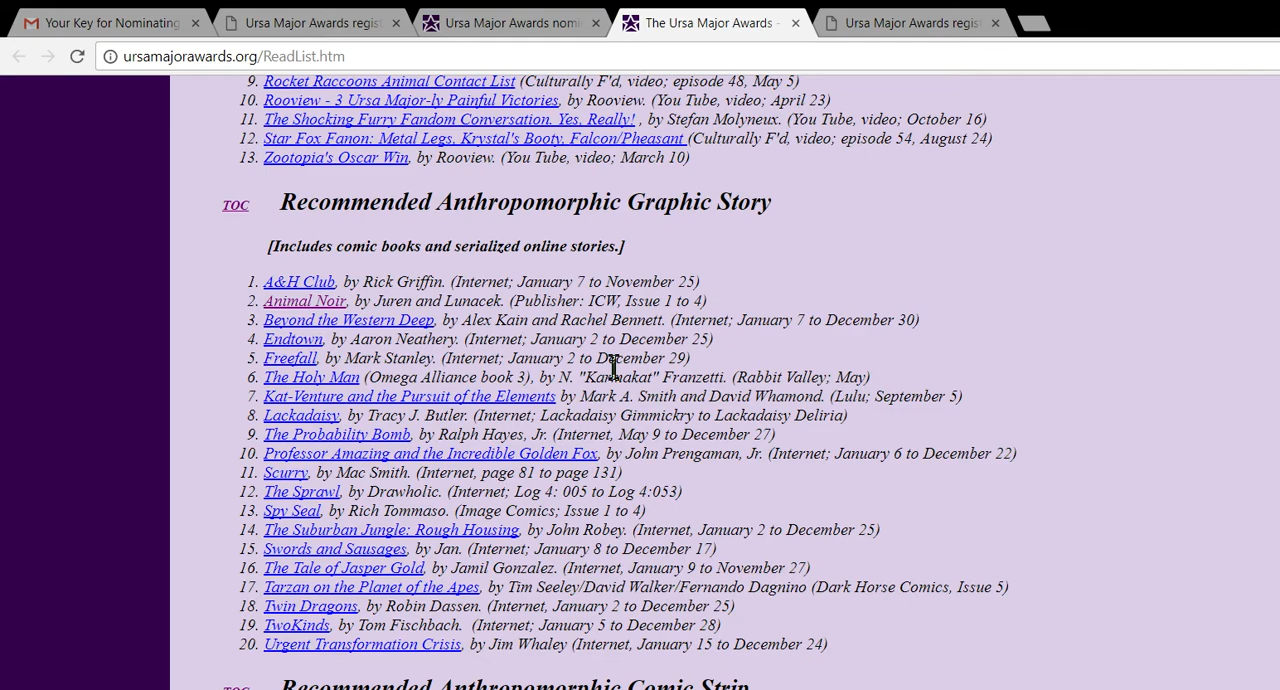 Your Key for Nominating
Ursa Major Awards regist
Ursa Major Awards nomi
The Ursa Major Awards -
Ursa Major Awards regist
ursamajorawards.org/ReadList.htm
9. Rocket Raccoons Animal Contact List (Culturally F'd, video; episode 48, May 5)
10. Rooview - 3 Ursa Major-ly Painful Victories, by Rooview. (You Tube, video; April 23)
11. The Shocking Furry Fandom Conversation. Yes, Really! , by Stefan Molyneux. (You Tube, video; October 16)
12. Star Fox Fanon: Metal Legs, Krystal's Booty, Falcon/Pheasant (Culturally F'd, video; episode 54, August 24)
13. Zootopia's Oscar Win, by Rooview. (You Tube, video; March 10)
TOC Recommended Anthropomorphic Graphic Story
[Includes comic books and serialized online stories.]
1. A&H Club, by Rick Griffin. (Internet; January 7 to November 25)
2. Animal Noir, by Juren and Lunacek. (Publisher: ICW, Issue 1 to 4)
3. Beyond the Western Deep, by Alex Kain and Rachel Bennett. (Internet; January 7 to December 30)
4. Endtown, by Aaron Neathery. (Internet; January 2 to December 25)
5. Freefall, by Mark Stanley. (Internet; January 2 to December 29)
6. The Holy Man (Omega Alliance book 3), by N. "Karmakat" Franzetti. (Rabbit Valley; May)
7. Kat-Venture and the Pursuit of the Elements by Mark A. Smith and David Whamond. (Lulu; September 5)
8. Lackadaisy, by Tracy J. Butler. (Internet; Lackadaisy Gimmickry to Lackadaisy Deliria)
9. The Probability Bomb, by Ralph Hayes, Jr. (Internet, May 9 to December 27)
10. Professor Amazing and the Incredible Golden Fox, by John Prengaman, Jr. (Internet; January 6 to December 22)
11. Scurry, by Mac Smith. (Internet, page 81 to page 131)
12. The Sprawl, by Drawholic. (Internet; Log 4: 005 to Log 4:053)
13. Spy Seal, by Rich Tommaso. (Image Comics; Issue 1 to 4)
14. The Suburban Jungle: Rough Housing, by John Robey. (Internet, January 2 to December 25)
15. Swords and Sausages, by Jan. (Internet; January 8 to December 17)
16. The Tale of Jasper Gold, by Jamil Gonzalez. (Internet, January 9 to November 27)
17. Tarzan on the Planet of the Apes, by Tim Seeley/David Walker/Fernando Dagnino (Dark Horse Comics, Issue 5)
18. Twin Dragons, by Robin Dassen. (Internet, January 2 to December 25)
19. TwoKinds, by Tom Fischbach. (Internet; January 5 to December 28)
20. Urgent Transformation Crisis, by Jim Whaley (Internet, January 15 to December 24)
TOC Recommended Anthropomorphic Comic Strip